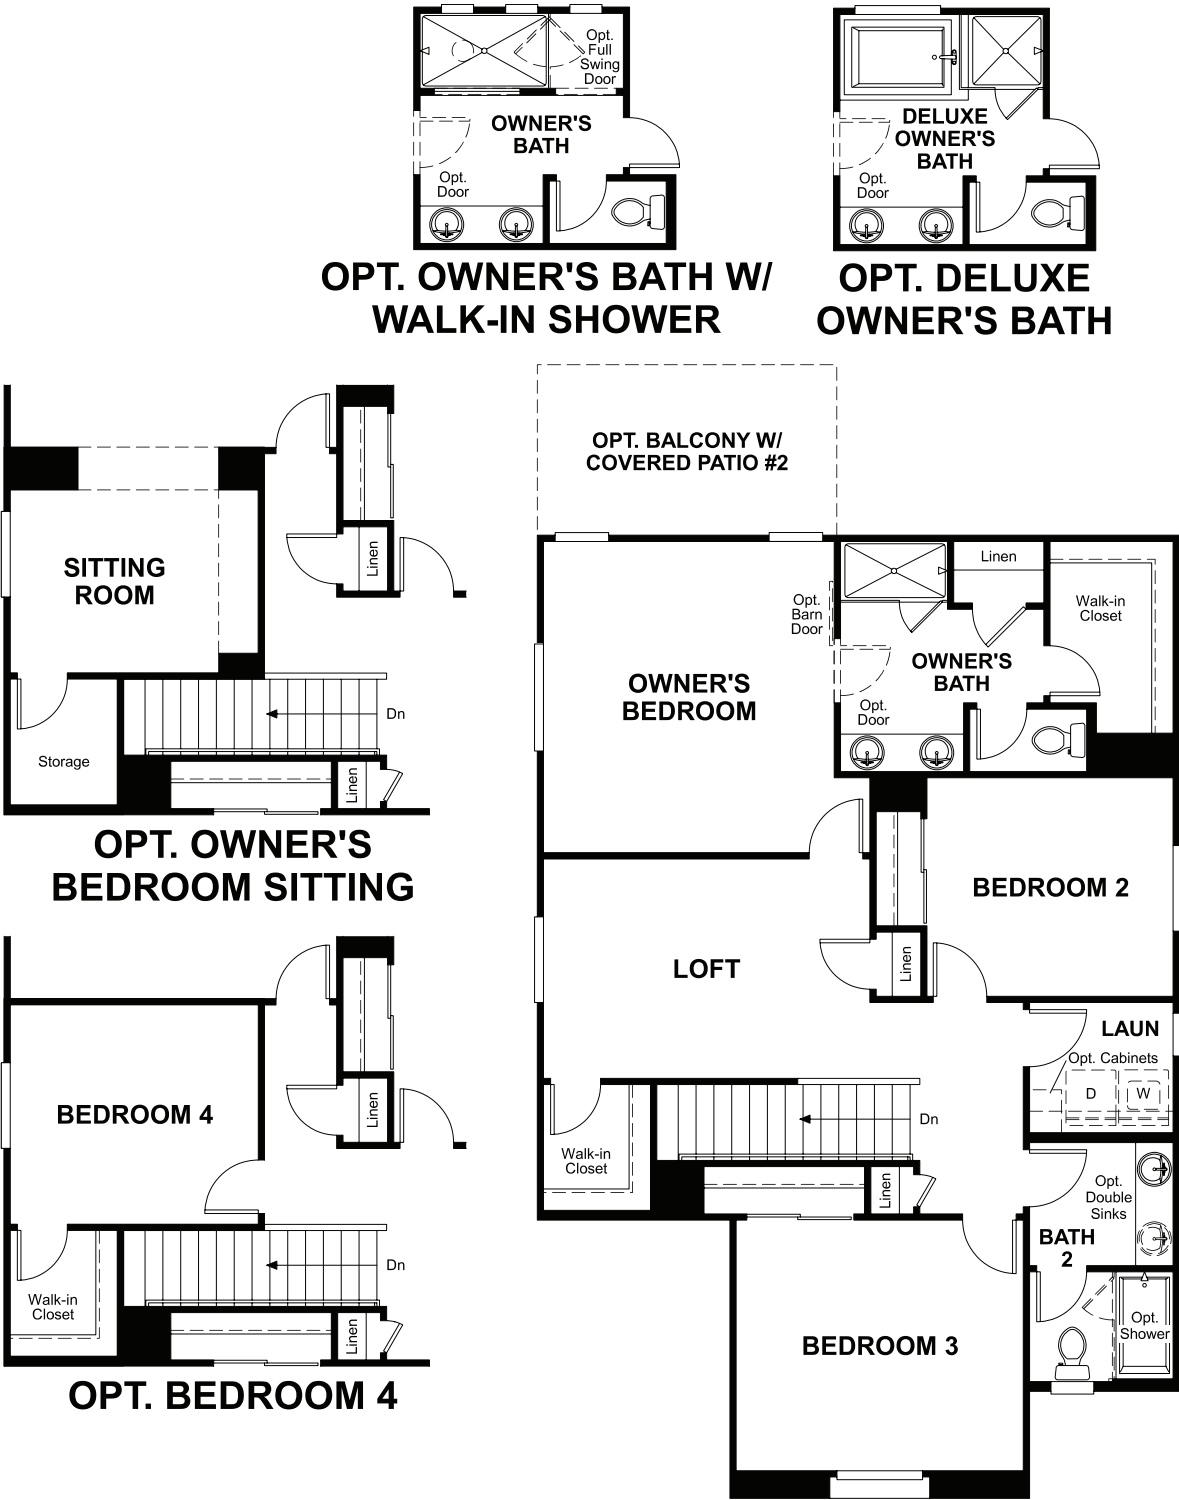 Opt.
Full
Swing
Door
OWNER'S
BATH
Opt.
Door
OPT. OWNER'S BATH W/
WALK-IN SHOWER
DELUXE
OWNER'S
BATH
Opt.
Door
OPT. DELUXE
OWNER'S BATH
SITTING
ROOM
Linen
Dn
Storage
Linen
OPT. OWNER'S
BEDROOM SITTING
BEDROOM 4
Linen
Dn
Walk-in
Closet
Linen
OPT. BEDROOM 4
OPT. BALCONY W/
COVERED PATIO #2
Linen
Walk-in
Closet
Opt.
Barn
Door
OWNER'S
BEDROOM
OWNER'S
BATH
Opt.
Door
BEDROOM 2
LOFT
Linen
LAUN
Opt. Cabinets
D
W
Dn
Walk-in
Closet
Linen
Opt.
Double
Sinks
BATH
2
Opt.
Shower
BEDROOM 3